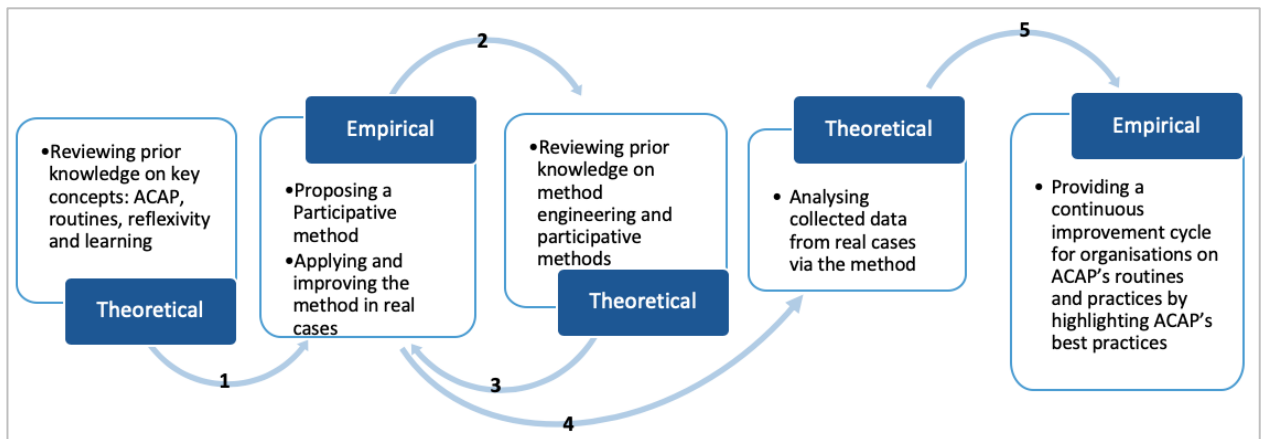 •Reviewing prior
knowledge on key
concepts: ACAP,
routines, reflexivity
and learning
Theoretical
1
Empirical
•Proposing a
Participative
method
•Applying and
improving the
method in real
cases
2
•Reviewing prior
knowledge on
method
engineering and
participative
methods
Theoretical
3
4
Theoretical
• Analysing
collected data
from real cases
via the method
5
Empirical
• Providing a
continuous
improvement cycle
for organisations on
ACAP's routines
and practices by
highlighting ACAP's
best practices